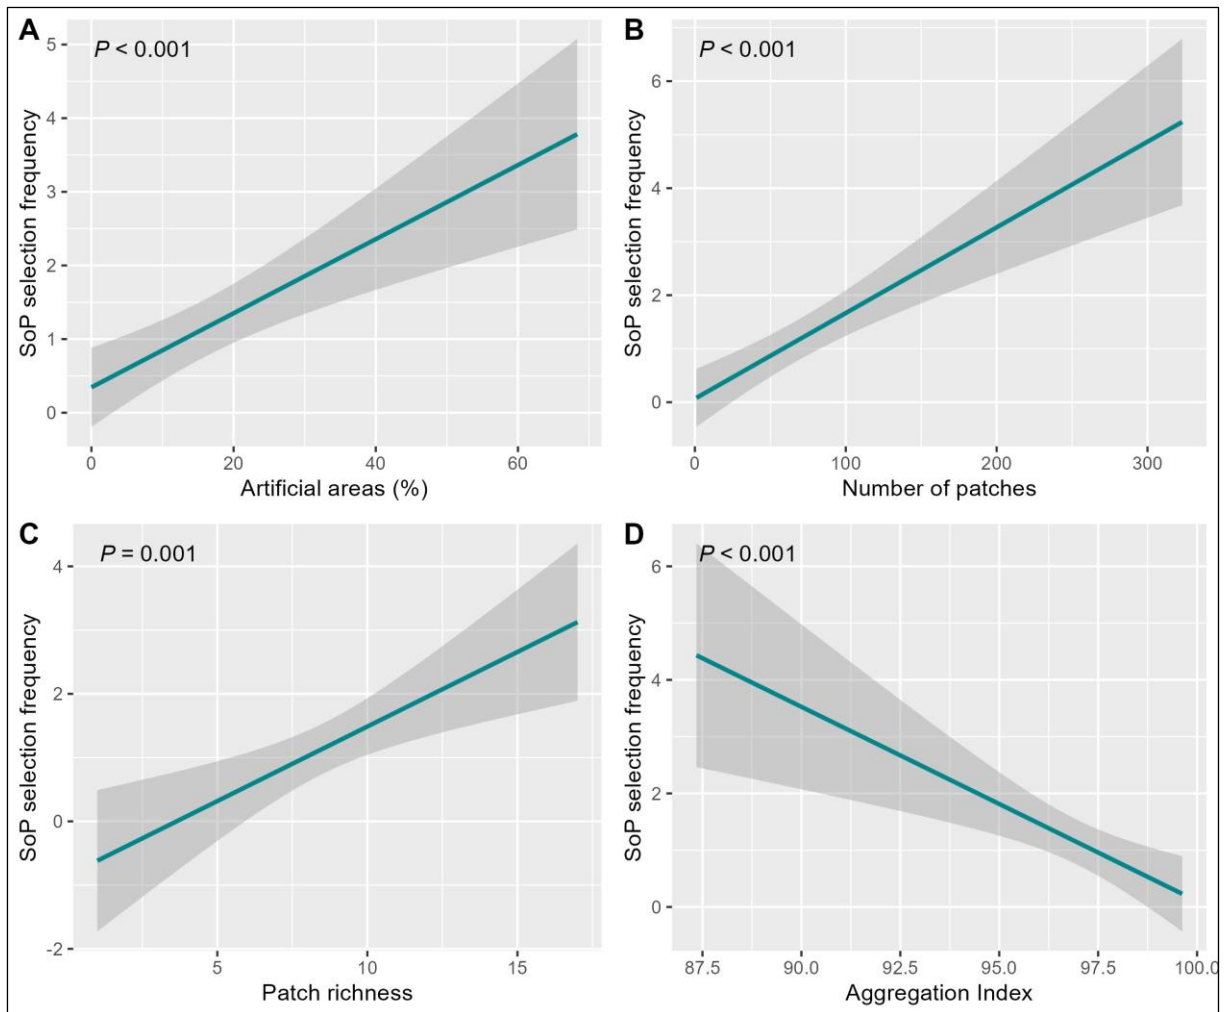 A
P < 0.001
SoP selection frequency
5
4
3
2
1
0
0 20 40 60
Artificial areas (%)
B
P < 0.001
SoP selection frequency
6
4
2
0
0 100 200 300
Number of patches
C
P = 0.001
SoP selection frequency
4
2
0
-2
5 10 15
Patch richness
D
P < 0.001
SoP selection frequency
6
4
2
0
87.5 90.0 92.5 95.0 97.5 100.0
Aggregation Index